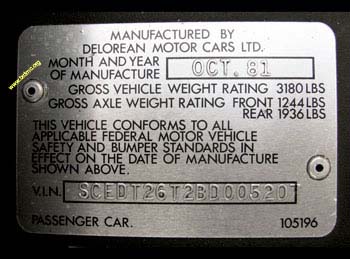 MANUFACTURED BY
DELOREAN MOTOR CARS LTD.
MONTH AND YEAR
OF MANUFACTURE OCT. 81
GROSS VEHICLE WEIGHT RATING 3180 LBS
GROSS AXLE WEIGHT RATING FRONT 1244 LBS
REAR 1936 LBS
THIS VEHICLE CONFORMS TO ALL
APPLICABLE FEDERAL MOTOR VEHICLE
SAFETY AND BUMPER STANDARDS IN
EFFECT ON THE DATE OF MANUFACTURE
SHOWN ABOVE.
V.I.N.
PASSENGER CAR. 105196